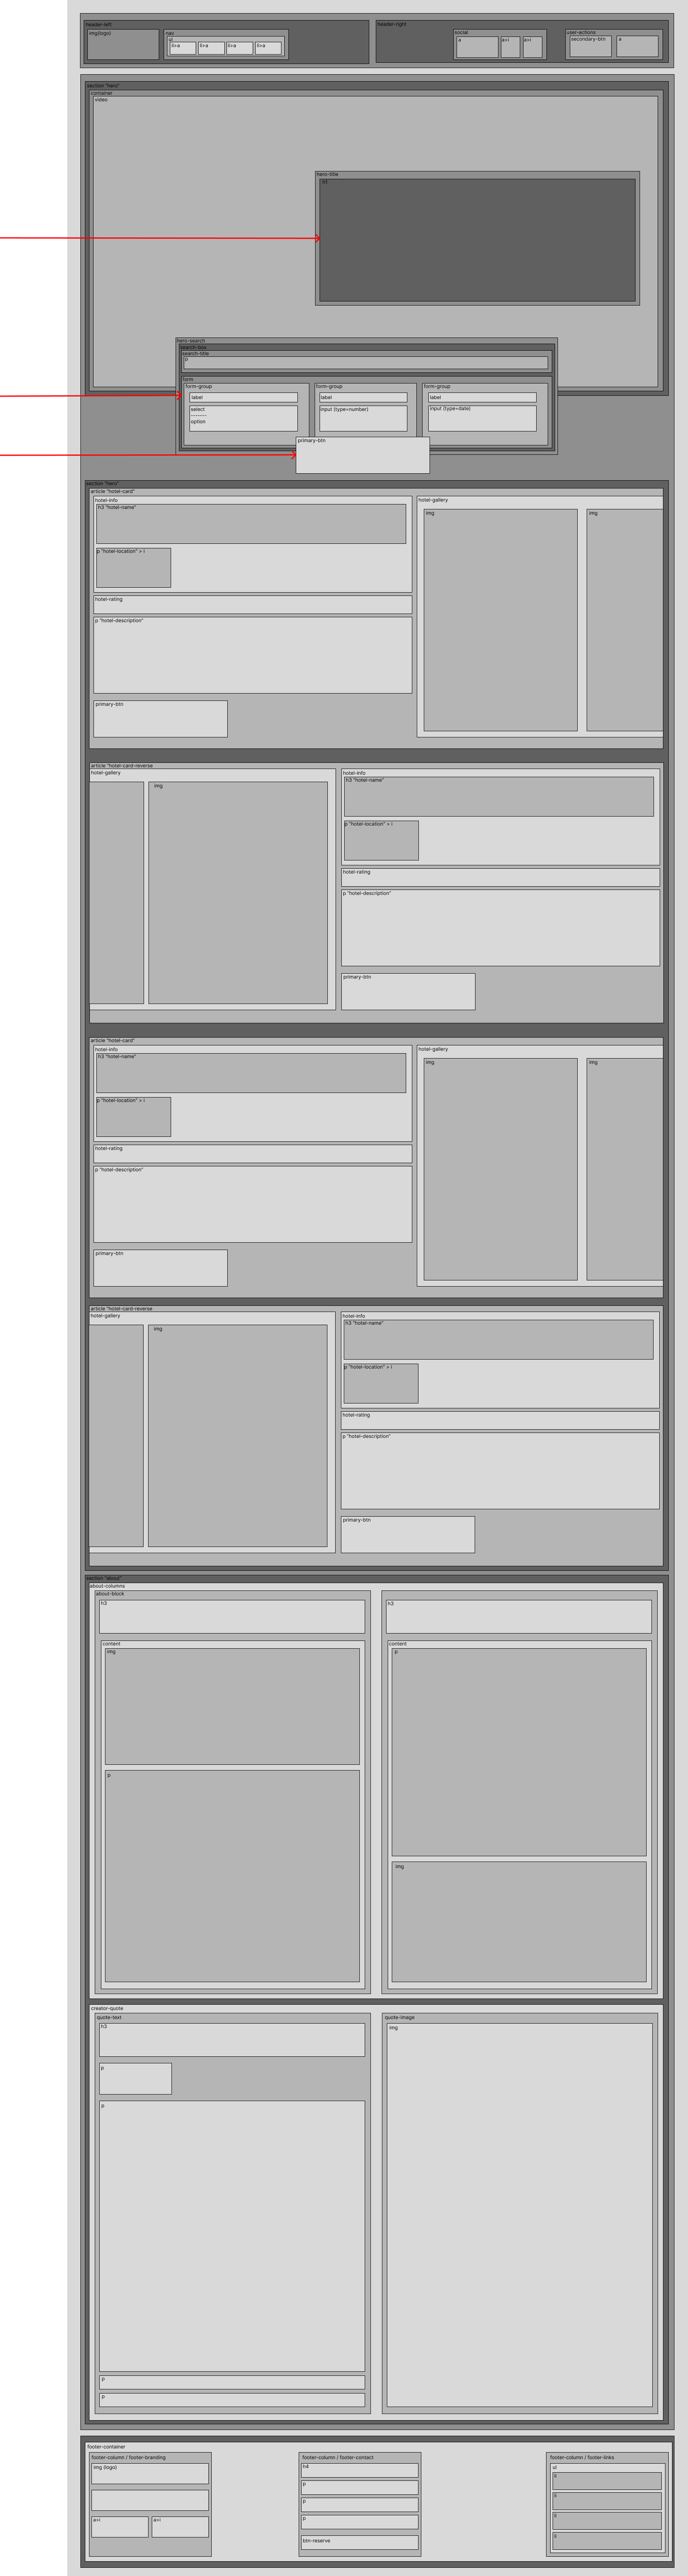 header-left
img(logo)
nav
ul
li>a
li>a
li>a
li>a
header-right
social
a
a>i
a>i
user-actions
secondary-btn
a
section "hero"
container
video
hero-title
h1
hero-search
search-box
search-title
p
form
form-group
label
select
-------
option
form-group
label
input (type=number)
form-group
label
input (type=date)
primary-btn
section "hero"
article "hotel-card"
hotel-info
h3 "hotel-name"
p "hotel-location" > i
hotel-rating
p "hotel-description"
primary-btn
hotel-gallery
img
img
article "hotel-card-reverse
hotel-gallery
img
hotel-info
h3 "hotel-name"
p "hotel-location" > i
hotel-rating
p "hotel-description"
primary-btn
article "hotel-card"
hotel-info
h3 "hotel-name"
p "hotel-location" > i
hotel-rating
p "hotel-description"
primary-btn
hotel-gallery
img
img
article "hotel-card-reverse
hotel-gallery
img
hotel-info
h3 "hotel-name"
p "hotel-location" > i
hotel-rating
p "hotel-description"
primary-btn
section "about"
about-columns
about-block
h3
content
img
p
h3
content
p
img
creator-quote
quote-text
h3
p
p
p
p
quote-image
img
footer-container
footer-column / footer-branding
img (logo)
a>i
a>i
footer-column / footer-contact
h4
p
p
p
btn-reserve
footer-column / footer-links
ul
li
li
li
li